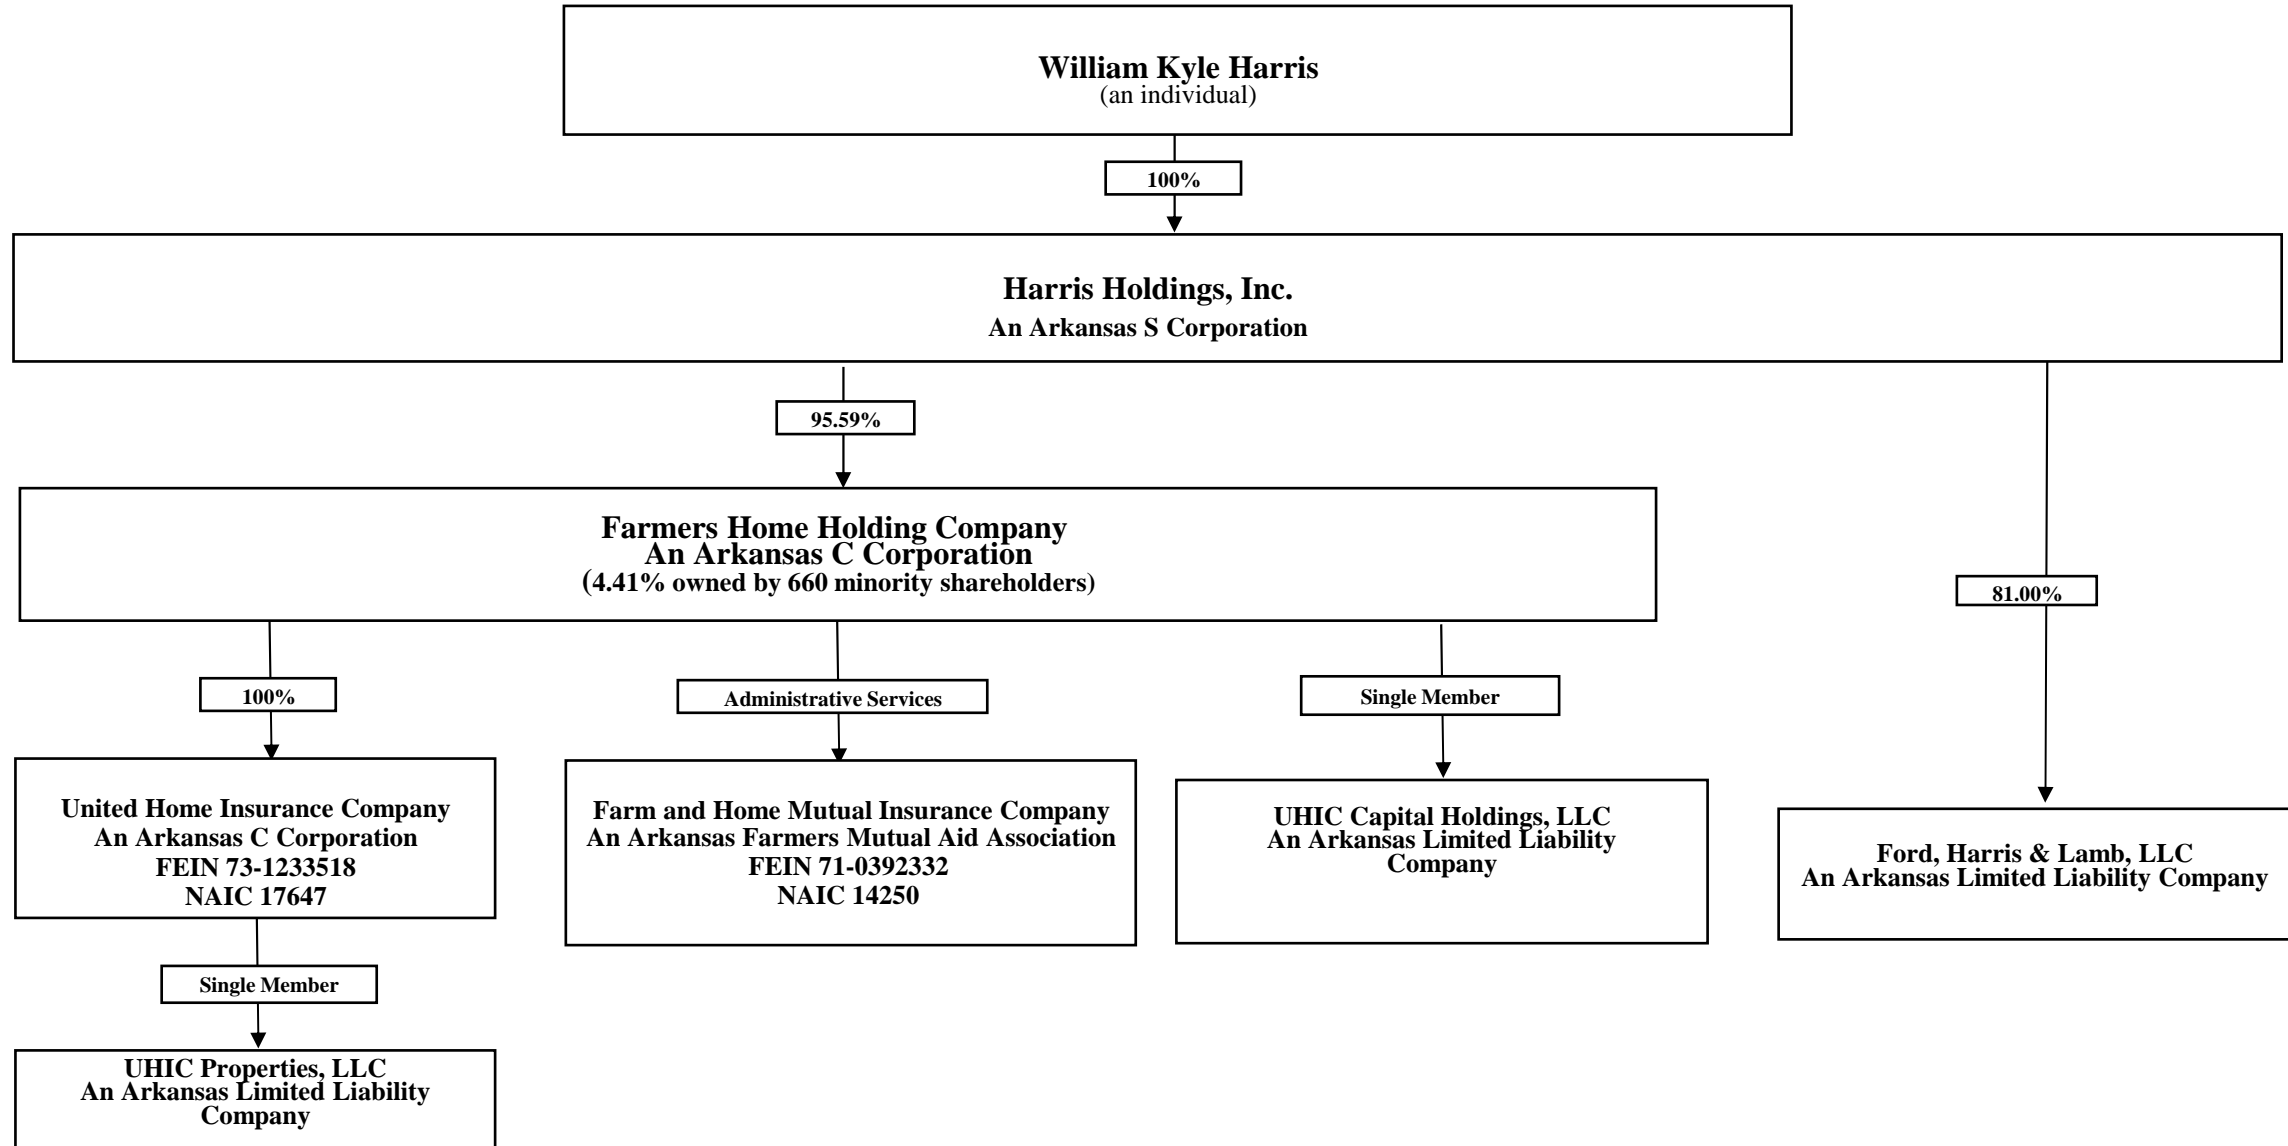 William Kyle Harris
(an individual)
100%
Harris Holdings, Inc.
An Arkansas S Corporation
95.59%
Farmers Home Holding Company
An Arkansas C Corporation
(4.41% owned by 660 minority shareholders)
81.00%
100%
Administrative Services
Single Member
United Home Insurance Company
An Arkansas C Corporation
FEIN 73-1233518
NAIC 17647
Farm and Home Mutual Insurance Company
An Arkansas Farmers Mutual Aid Association
FEIN 71-0392332
NAIC 14250
UHIC Capital Holdings, LLC
An Arkansas Limited Liability
Company
Ford, Harris & Lamb, LLC
An Arkansas Limited Liability Company
Single Member
UHIC Properties, LLC
An Arkansas Limited Liability
Company